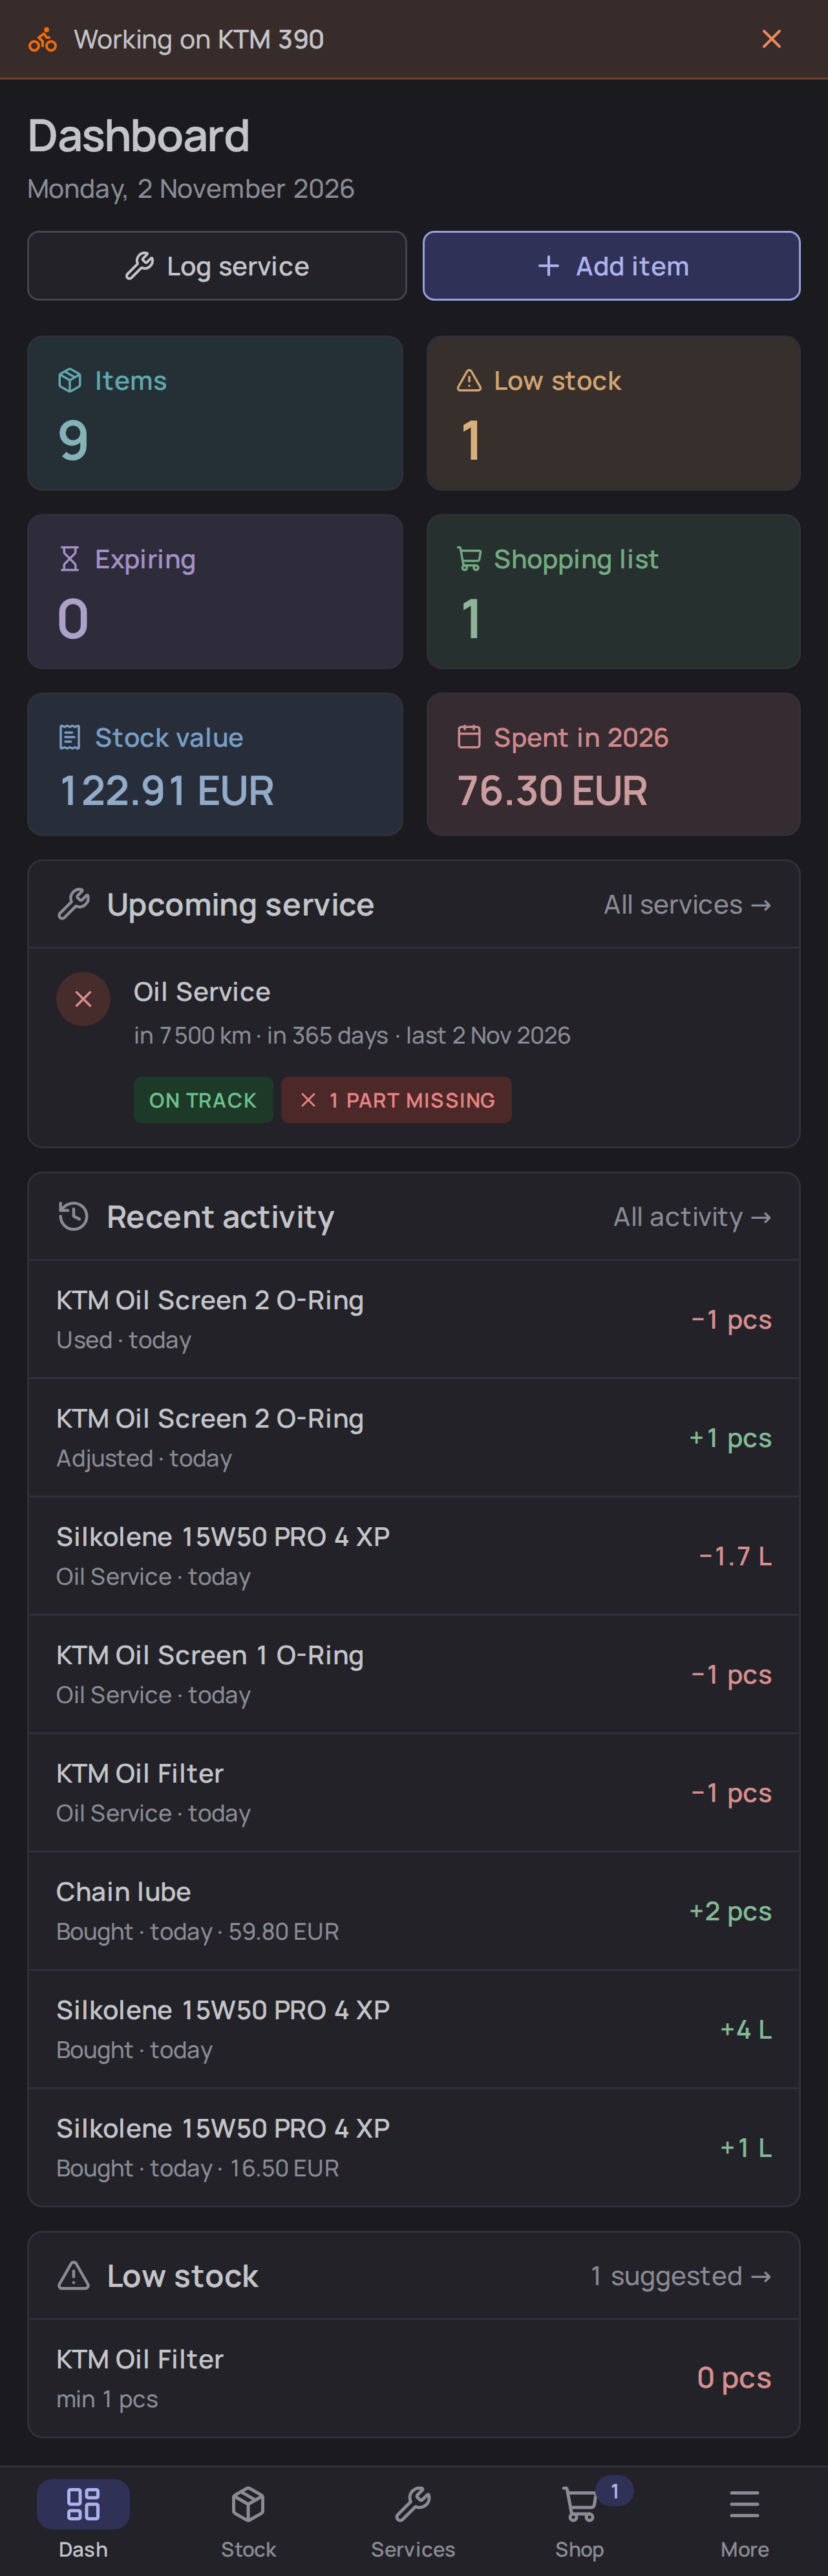 Working on KTM 390
Dashboard
Monday, 2 November 2026
Log service
Add item
Items
9
Low stock
1
Expiring
0
Shopping list
1
Stock value
122.91 EUR
Spent in 2026
76.30 EUR
Upcoming service
All services →
Oil Service
in 7 500 km · in 365 days · last 2 Nov 2026
ON TRACK
1 PART MISSING
Recent activity
All activity →
KTM Oil Screen 2 O-Ring
Used · today
−1 pcs
KTM Oil Screen 2 O-Ring
Adjusted · today
+1 pcs
Silkolene 15W50 PRO 4 XP
Oil Service · today
−1.7 L
KTM Oil Screen 1 O-Ring
Oil Service · today
−1 pcs
KTM Oil Filter
Oil Service · today
−1 pcs
Chain lube
Bought · today · 59.80 EUR
+2 pcs
Silkolene 15W50 PRO 4 XP
Bought · today
+4 L
Silkolene 15W50 PRO 4 XP
Bought · today · 16.50 EUR
+1 L
Low stock
1 suggested →
KTM Oil Filter
min 1 pcs
0 pcs
1
Dash
Stock
Services
Shop
More